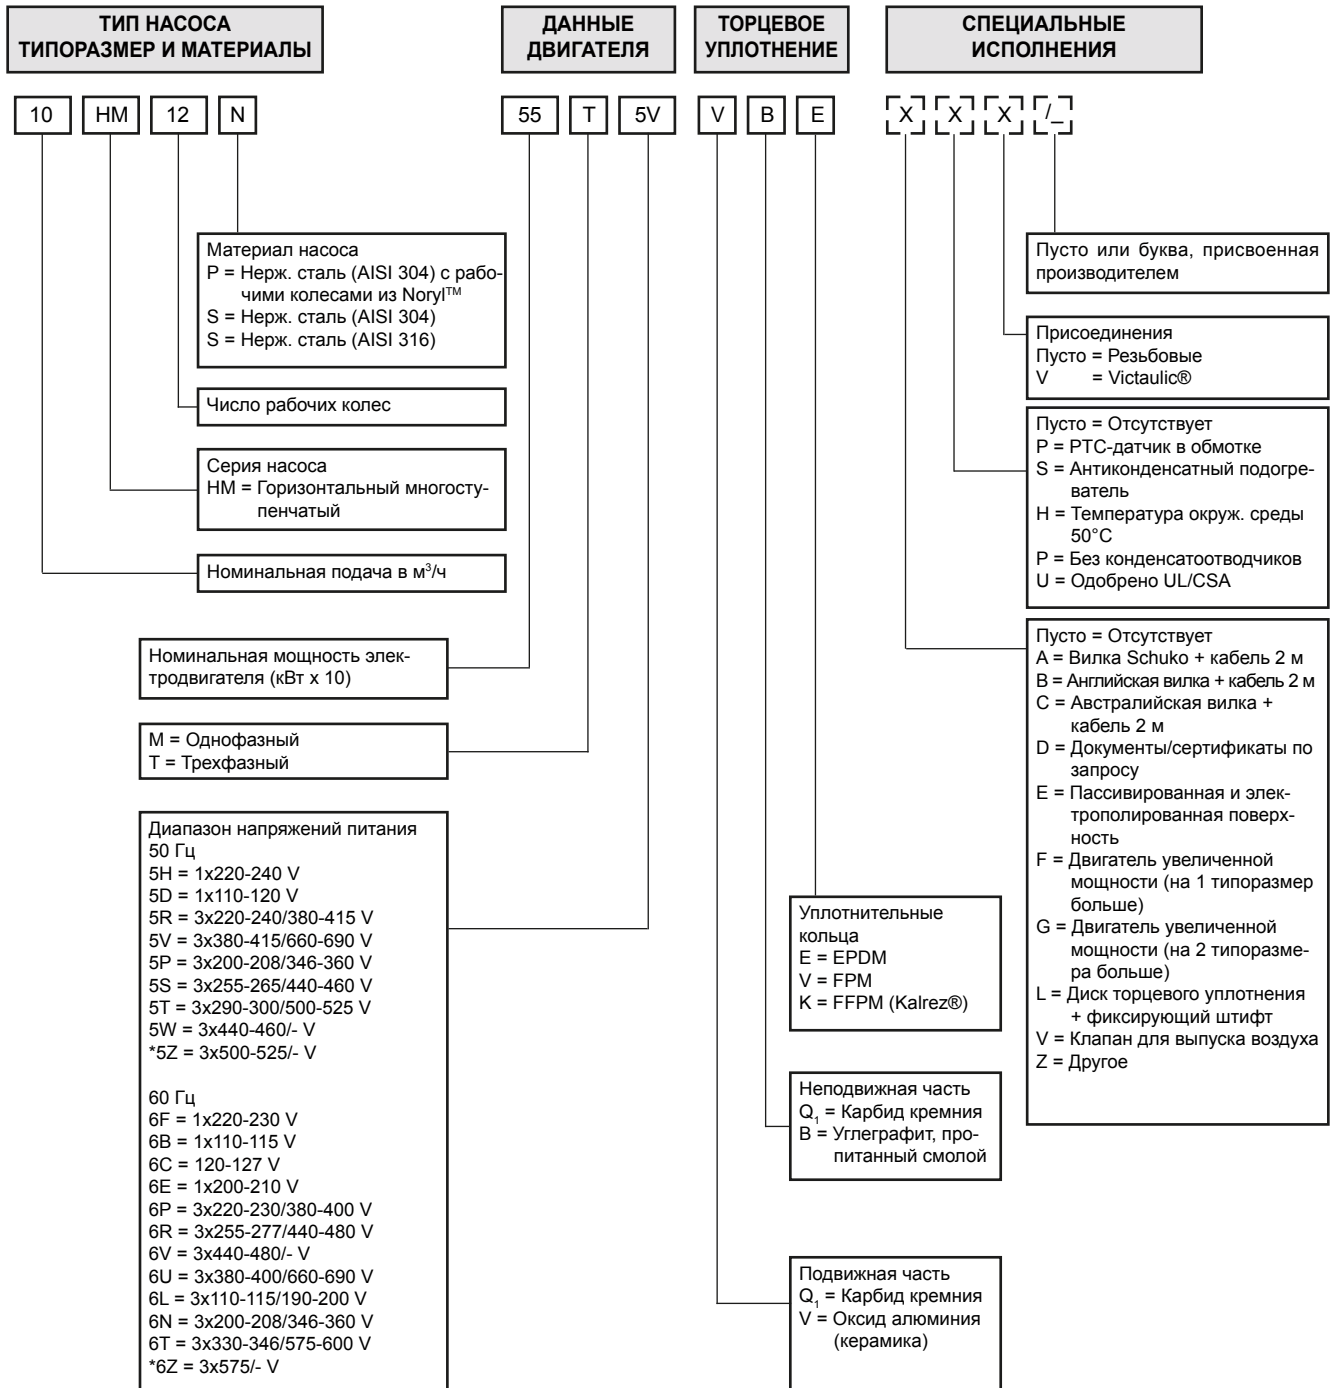 ТИП НАСОСА
ТИПОРАЗМЕР И МАТЕРИАЛЫ
ДАННЫЕ
ДВИГАТЕЛЯ
ТОРЦЕВОЕ
УПЛОТНЕНИЕ
СПЕЦИАЛЬНЫЕ
ИСПОЛНЕНИЯ
10 HM 12 N 55 T 5V V B E X X X /_
Материал насоса
P = Нерж. сталь (AISI 304) с рабо-
чими колесами из Noryl™
S = Нерж. сталь (AISI 304)
S = Нерж. сталь (AISI 316)
Число рабочих колес
Серия насоса
HM = Горизонтальный многосту-
пенчатый
Номинальная подача в м³/ч
Номинальная мощность элек-
тродвигателя (кВт x 10)
M = Однофазный
T = Трехфазный
Диапазон напряжений питания
50 Гц
5H = 1x220-240 V
5D = 1x110-120 V
5R = 3x220-240/380-415 V
5V = 3x380-415/660-690 V
5P = 3x200-208/346-360 V
5S = 3x255-265/440-460 V
5T = 3x290-300/500-525 V
5W = 3x440-460/- V
*5Z = 3x500-525/- V
60 Гц
6F = 1x220-230 V
6B = 1x110-115 V
6C = 120-127 V
6E = 1x200-210 V
6P = 3x220-230/380-400 V
6R = 3x255-277/440-480 V
6V = 3x440-480/- V
6U = 3x380-400/660-690 V
6L = 3x110-115/190-200 V
6N = 3x200-208/346-360 V
6T = 3x330-346/575-600 V
*6Z = 3x575/- V
Уплотнительные
кольца
E = EPDM
V = FPM
K = FFPM (Kalrez®)
Неподвижная часть
Q₁ = Карбид кремния
B = Углеграфит, про-
питанный смолой
Подвижная часть
Q₁ = Карбид кремния
V = Оксид алюминия
(керамика)
Пусто или буква, присвоенная
производителем
Присоединения
Пусто = Резьбовые
V = Victaulic®
Пусто = Отсутствует
P = PTC-датчик в обмотке
S = Антиконденсатный подогре-
ватель
H = Температура окруж. среды
50°C
P = Без конденсатоотводчиков
U = Одобрено UL/CSA
Пусто = Отсутствует
A = Вилка Schuko + кабель 2 м
B = Английская вилка + кабель 2 м
C = Австралийская вилка +
кабель 2 м
D = Документы/сертификаты по
запросу
E = Пассивированная и элек-
трополированная поверх-
ность
F = Двигатель увеличенной
мощности (на 1 типоразмер
больше)
G = Двигатель увеличенной
мощности (на 2 типоразме-
ра больше)
L = Диск торцевого уплотнения
+ фиксирующий штифт
V = Клапан для выпуска воздуха
Z = Другое